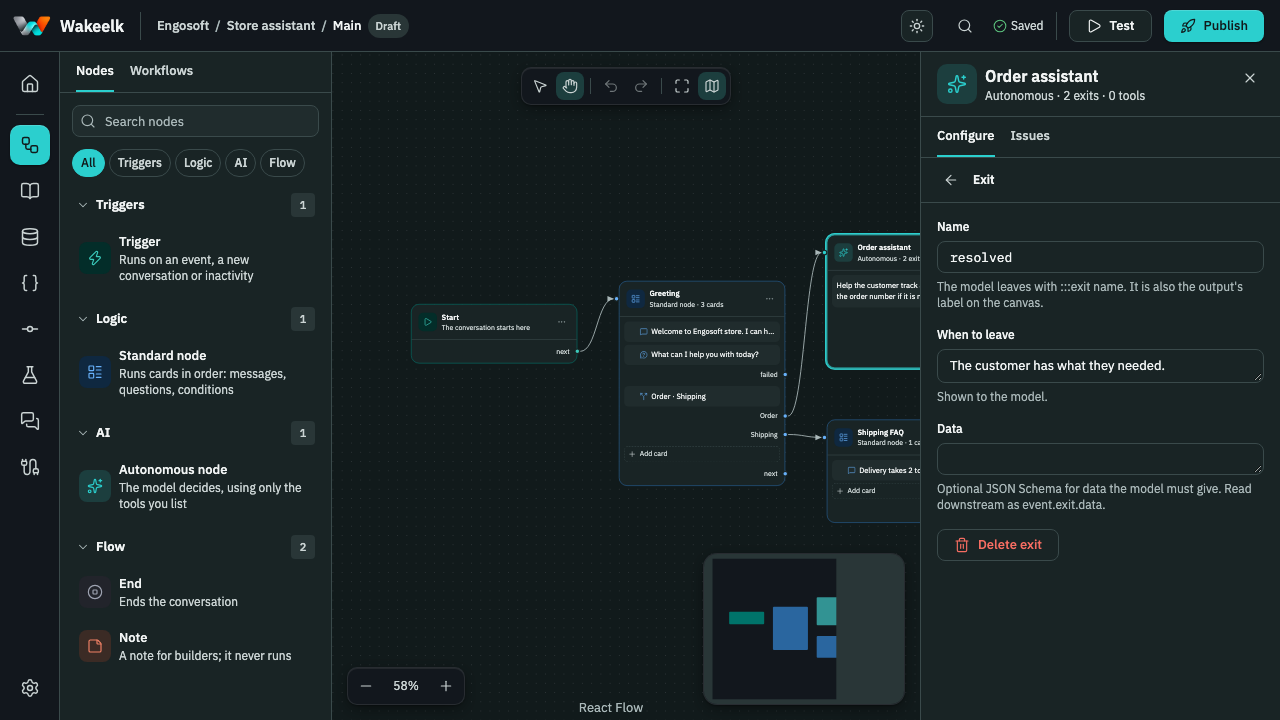 Wakeelk
Engosoft / Store assistant / Main Draft
Saved
Test
Publish
Nodes Workflows
Search nodes
All Triggers Logic AI Flow
Triggers 1
Trigger
Runs on an event, a new
conversation or inactivity
Logic 1
Standard node
Runs cards in order: messages,
questions, conditions
AI 1
Autonomous node
The model decides, using only the
tools you list
Flow 2
End
Ends the conversation
Note
A note for builders; it never runs
Start
The conversation starts here
next
Greeting
Standard node · 3 cards
Welcome to Engosoft store. I can h...
What can I help you with today?
failed
Order · Shipping
Order
Shipping
Add card
next
Order assistant
Autonomous · 2 exit
Help the customer track
the order number if it is
Shipping FAQ
Standard node · 1
Delivery takes 2
Add card
58%
React Flow
Order assistant
Autonomous · 2 exits · 0 tools
Configure Issues
Exit
Name
resolved
The model leaves with :::exit name. It is also the output's
label on the canvas.
When to leave
The customer has what they needed.
Shown to the model.
Data
Optional JSON Schema for data the model must give. Read
downstream as event.exit.data.
Delete exit